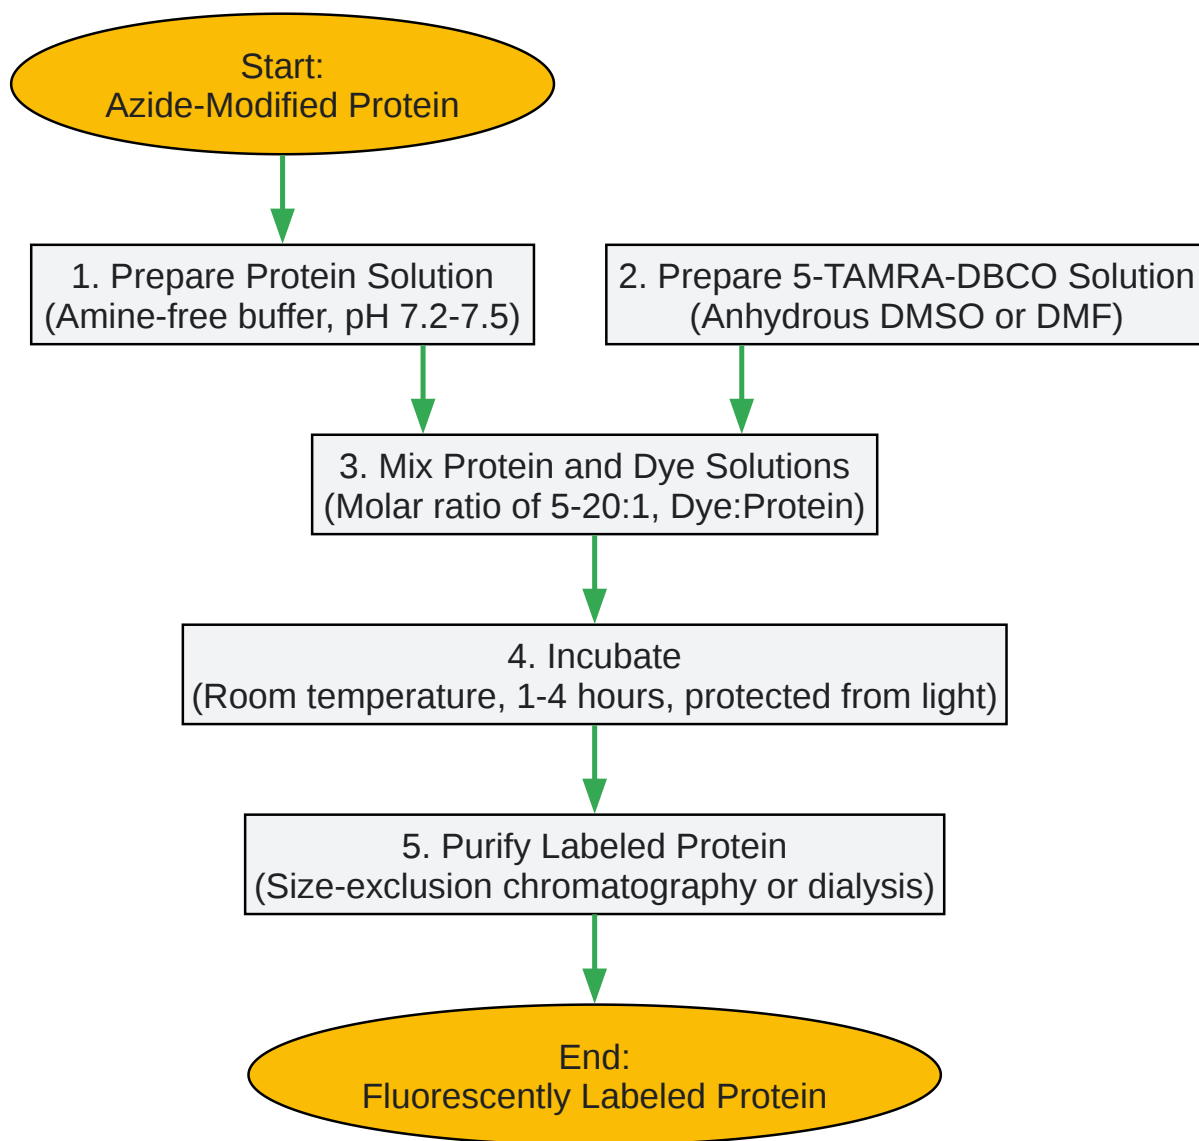 Start:
Azide-Modified Protein
1. Prepare Protein Solution
(Amine-free buffer, pH 7.2-7.5)
2. Prepare 5-TAMRA-DBCO Solution
(Anhydrous DMSO or DMF)
3. Mix Protein and Dye Solutions
(Molar ratio of 5-20:1, Dye:Protein)
4. Incubate
(Room temperature, 1-4 hours, protected from light)
5. Purify Labeled Protein
(Size-exclusion chromatography or dialysis)
End:
Fluorescently Labeled Protein